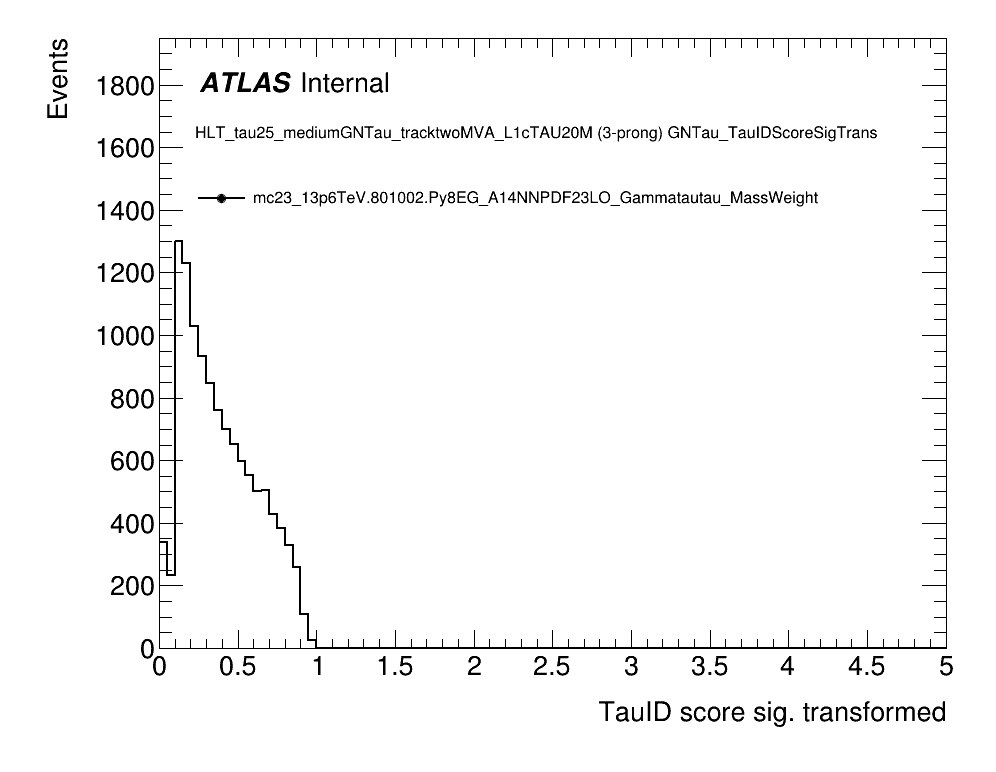 Events
1800
1600
1400
1200
1000
800
600
400
200
0
ATLAS Internal
HLT_tau25_mediumGNTau_tracktwoMVA_L1cTAU20M (3-prong) GNTau_TauIDScoreSigTrans
mc23_13p6TeV.801002.Py8EG_A14NNPDF23LO_Gammatautau_MassWeight
0 0.5 1 1.5 2 2.5 3 3.5 4 4.5 5
TauID score sig. transformed